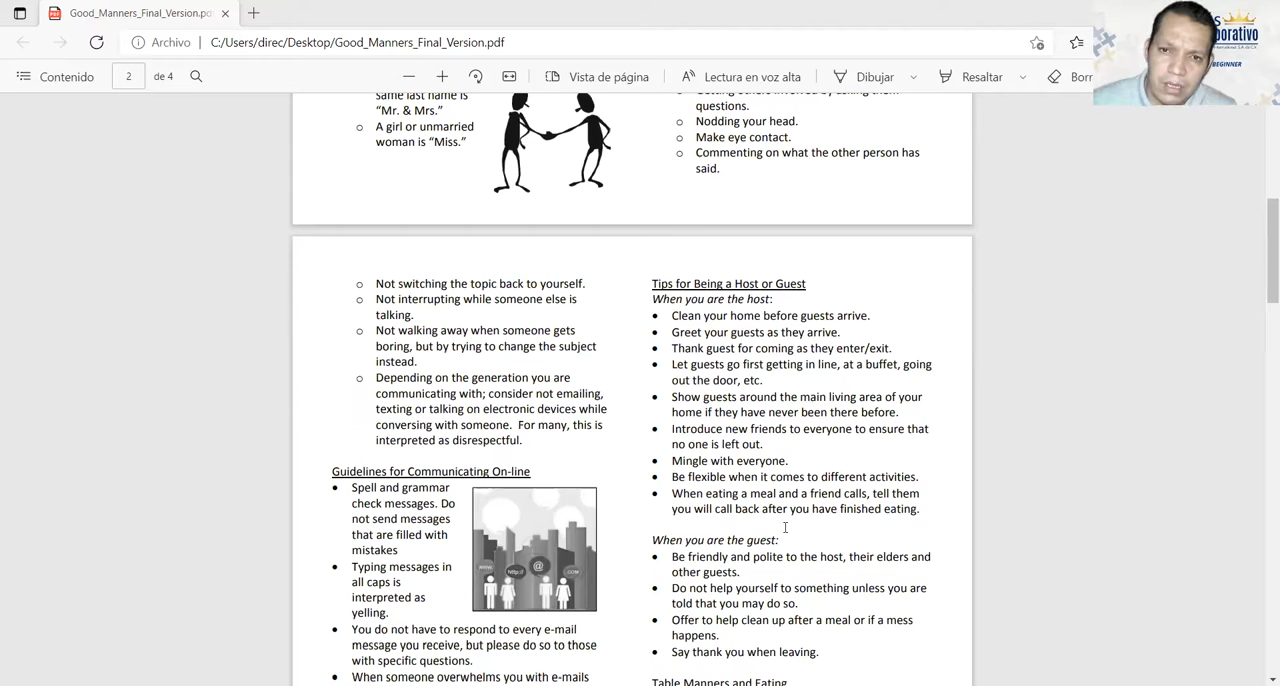 Good_Manners_Final_Version.pd
Archivo
C:/Users/direc/Desktop/Good_Manners_Final_Version.pdf
Contenido
2
de 4
Vista de página
Lectura en voz alta
Dibujar
Resaltar
Borr
S
porativo
BEGINNER
same last name is
“Mr. & Mrs.”
o A girl or unmarried
woman is “Miss.”
Getting others involved by asking them
questions.
o Nodding your head.
o Make eye contact.
o Commenting on what the other person has
said.
o Not switching the topic back to yourself.
o Not interrupting while someone else is
talking.
o Not walking away when someone gets
boring, but by trying to change the subject
instead.
o Depending on the generation you are
communicating with; consider not emailing,
texting or talking on electronic devices while
conversing with someone. For many, this is
interpreted as disrespectful.
Guidelines for Communicating On-line
• Spell and grammar
check messages. Do
not send messages
that are filled with
mistakes
• Typing messages in
all caps is
interpreted as
yelling.
www
http://
@
.COM
• You do not have to respond to every e-mail
message you receive, but please do so to those
with specific questions.
• When someone overwhelms you with e-mails
Tips for Being a Host or Guest
When you are the host:
• Clean your home before guests arrive.
• Greet your guests as they arrive.
• Thank guest for coming as they enter/exit.
• Let guests go first getting in line, at a buffet, going
out the door, etc.
• Show guests around the main living area of your
home if they have never been there before.
• Introduce new friends to everyone to ensure that
no one is left out.
• Mingle with everyone.
• Be flexible when it comes to different activities.
• When eating a meal and a friend calls, tell them
you will call back after you have finished eating.
When you are the guest:
• Be friendly and polite to the host, their elders and
other guests.
• Do not help yourself to something unless you are
told that you may do so.
• Offer to help clean up after a meal or if a mess
happens.
• Say thank you when leaving.
Table Manners and Eating